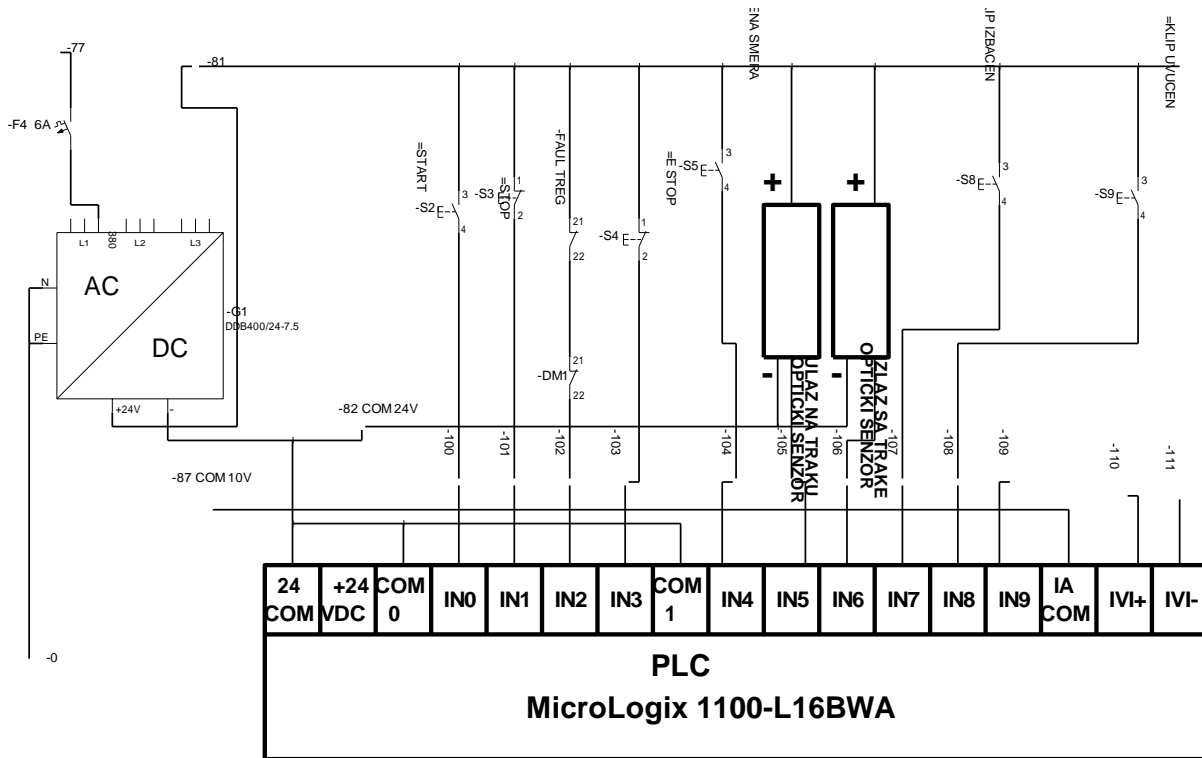 -77
-81
ENA SMERA
.IP IZBACEN
=KLIP UVUCEN
-F4 6A
=START
=STOP
-FAUL TREG
=E STOP
-S2
3
4
-S3
1
2
21
22
-S4
1
2
-S5
3
4
+
+
-S8
3
4
-S9
3
4
L1
380
L2
L3
N
PE
AC
DC
-G1
DDB400/24-7.5
+24V
-
-DM1
21
22
-
-
ULAZ NA TRAKU
OPTICKI SENZOR
IZLAZ SA TRAKE
OPTICKI SENZOR
-82 COM 24V
-87 COM 10V
-100
-101
-102
-103
-104
-105
-106
-107
-108
-109
-110
-111
24 COM
+24 VDC
COM 0
IN0
IN1
IN2
IN3
COM 1
IN4
IN5
IN6
IN7
IN8
IN9
IA COM
IVI+
IVI-
-0
PLC
MicroLogix 1100-L16BWA